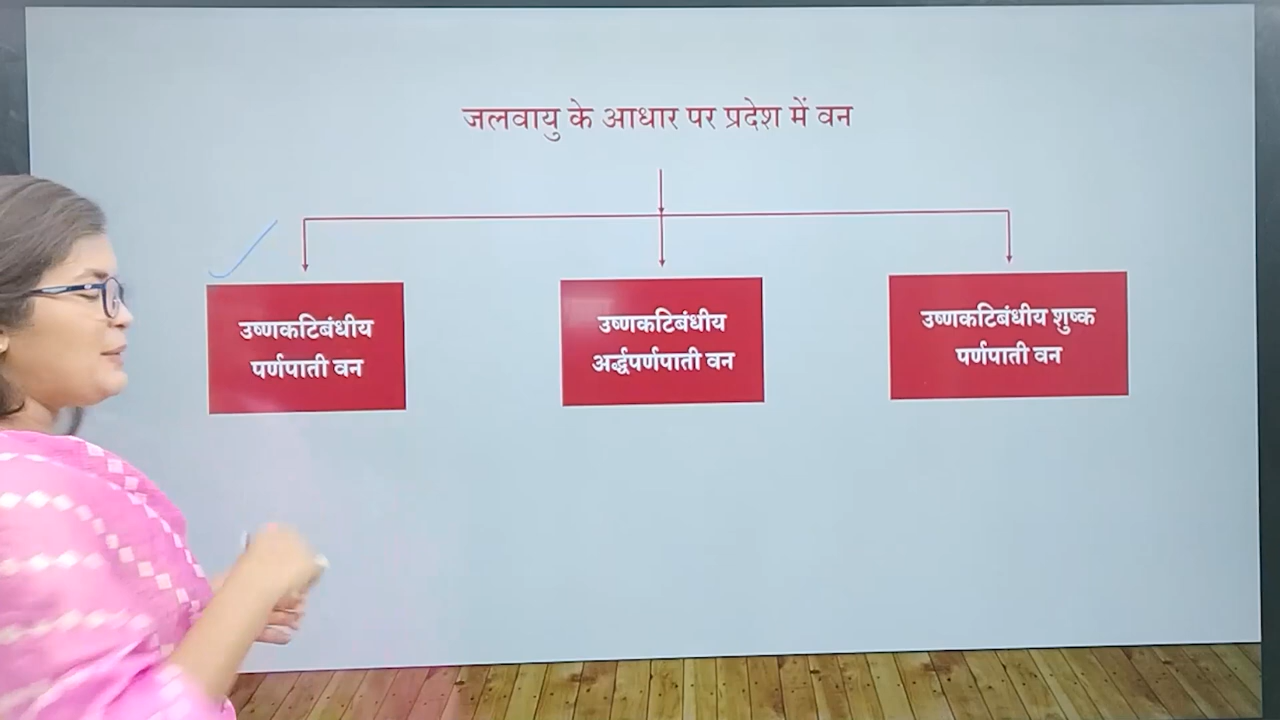 जलवायु के आधार पर प्रदेश में वन
उष्णकटिबंधीय
पर्णपाती वन
उष्णकटिबंधीय
अर्द्धपर्णपाती वन
उष्णकटिबंधीय शुष्क
पर्णपाती वन